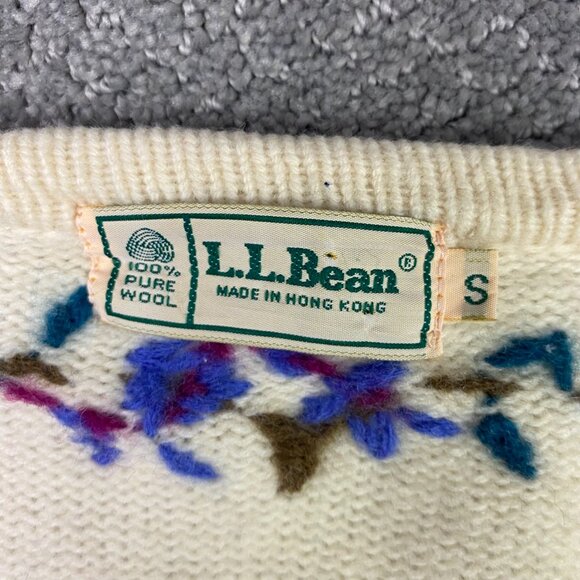 100%
PURE
WOOL
L.L.Bean®
MADE IN HONG KONG
S